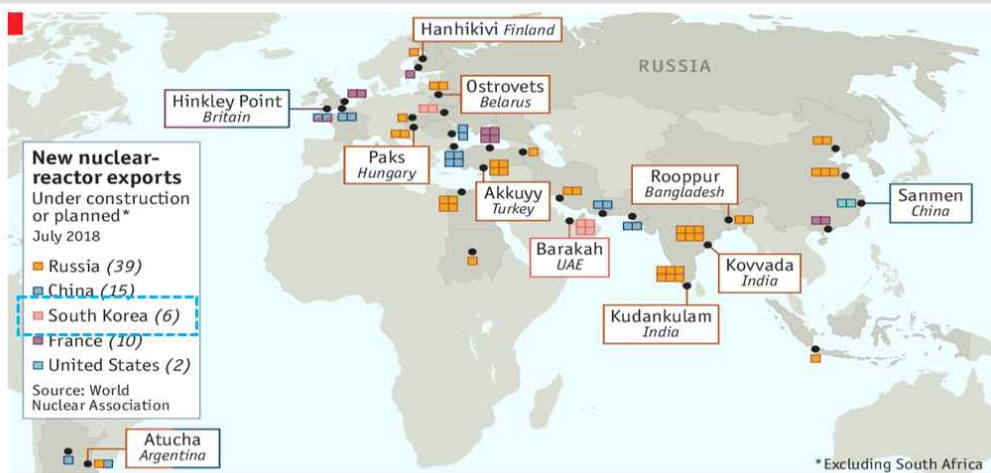 Hanhikivi Finland
RUSSIA
Ostrovets
Belarus
Hinkley Point
Britain
New nuclear-
reactor exports
Under construction
or planned*
July 2018
Russia (39)
China (15)
South Korea (6)
France (10)
United States (2)
Source: World
Nuclear Association
Paks
Hungary
Akkuyy
Turkey
Rooppur
Bangladesh
Sanmen
China
Barakah
UAE
Kovvada
India
Kudankulam
India
Atucha
Argentina
*Excluding South Africa